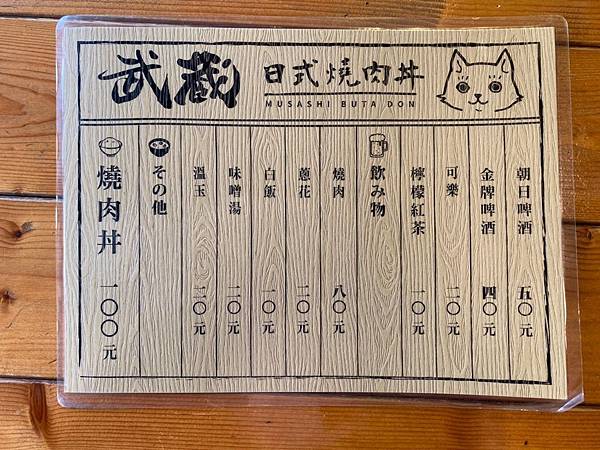 武蔵
日式燒肉丼
MUSASHI BUTA DON
燒肉丼 一〇〇元
その他
溫玉 二〇元
味噌湯 二〇元
白飯 一〇元
蔥花 二〇元
燒肉 八〇元
飲み物
檸檬紅茶 一〇元
可樂 二〇元
金牌啤酒 四〇元
朝日啤酒 五〇元